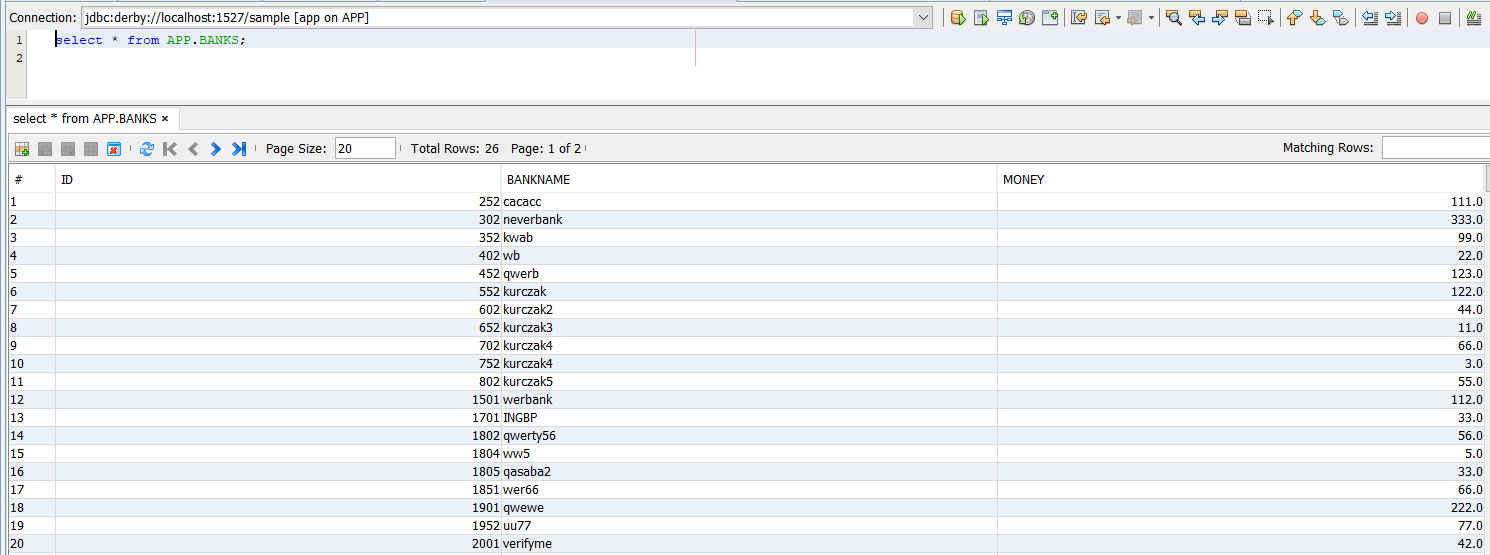 Connection: jdbc:derby://localhost:1527/sample [app on APP]
1 select * from APP.BANKS;
2
select * from APP.BANKS ×
Page Size: 20 Total Rows: 26 Page: 1 of 2 Matching Rows:
# ID BANKNAME MONEY
1 252 cacacc 111.0
2 302 neverbank 333.0
3 352 kwab 99.0
4 402 wb 22.0
5 452 qwerb 123.0
6 552 kurczak 122.0
7 602 kurczak2 44.0
8 652 kurczak3 11.0
9 702 kurczak4 66.0
10 752 kurczak4 3.0
11 802 kurczak5 55.0
12 1501 werbank 112.0
13 1701 INGBP 33.0
14 1802 qwerty56 56.0
15 1804 ww5 5.0
16 1805 qasaba2 33.0
17 1851 wer66 66.0
18 1901 qwewe 222.0
19 1952 uu77 77.0
20 2001 verifyme 42.0